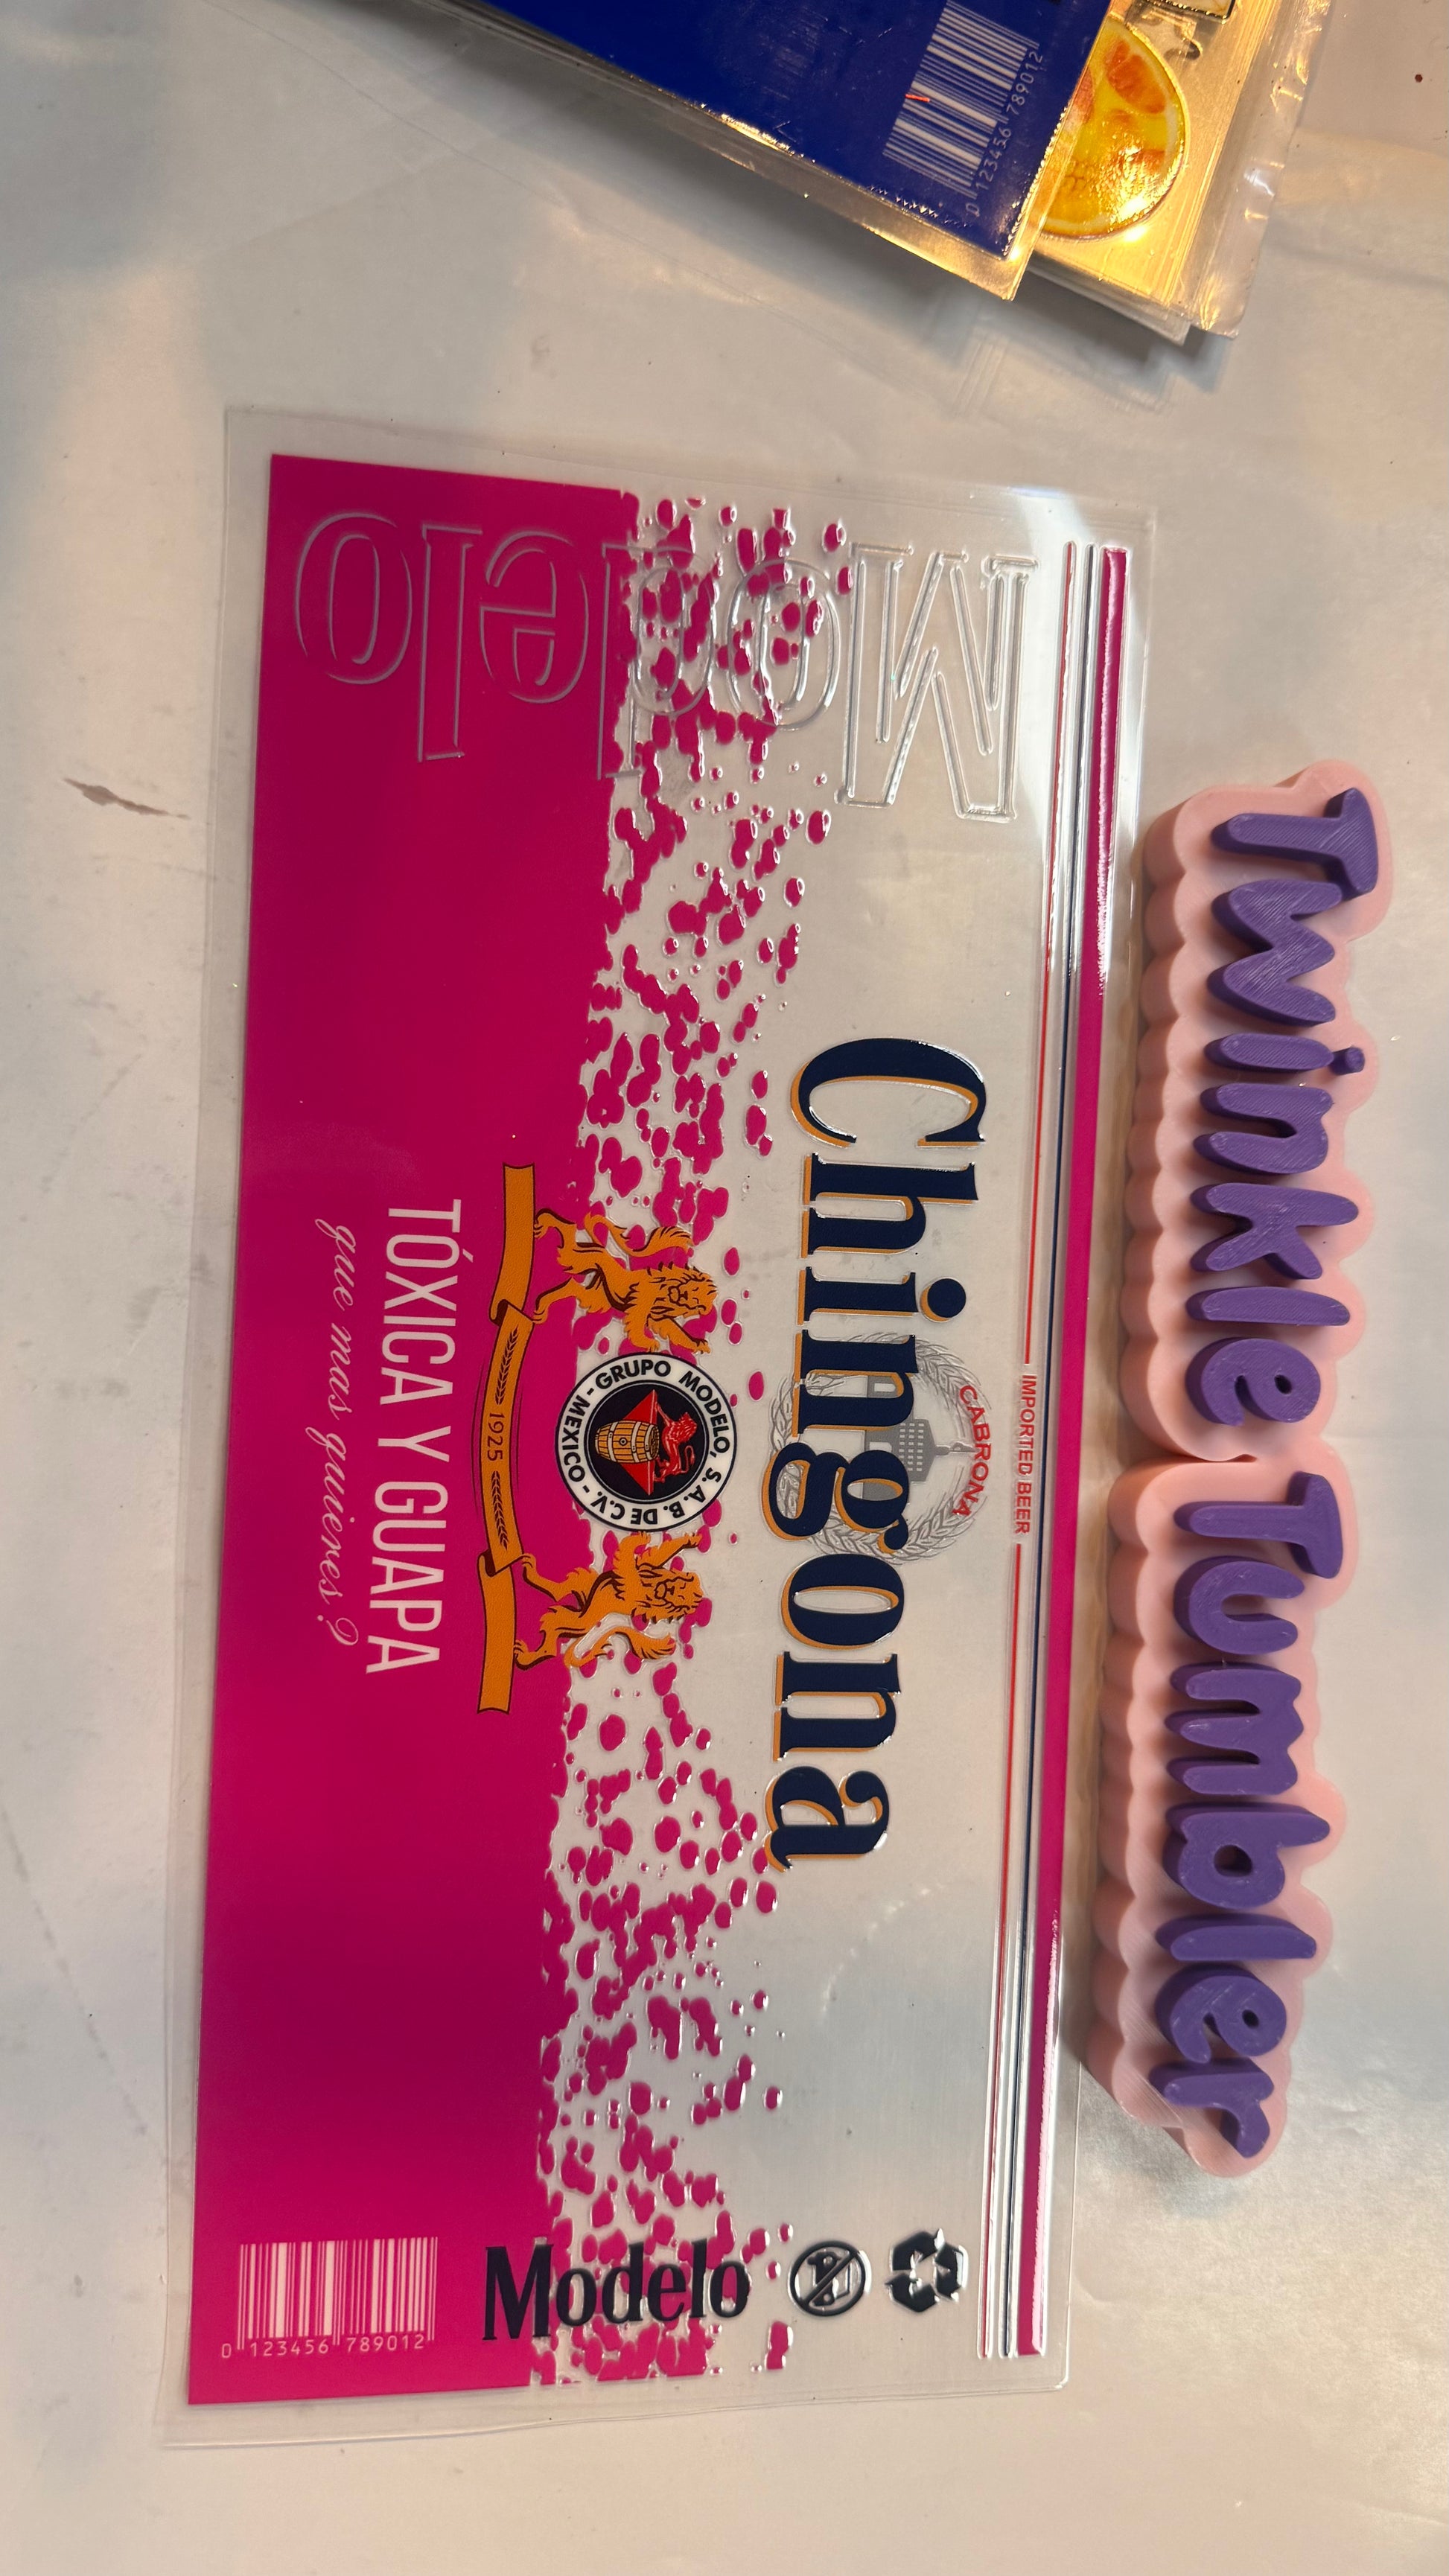 0 123456 789012
Modelo
IMPORTED BEER
CABRONA
Chingona
GRUPO MODELO, S.A.B. DE C.V. - MEXICO -
1925
TÓXICA Y GUAPA
que mas quieres?
Modelo
0 123456 789012
Twinkle Tumbler